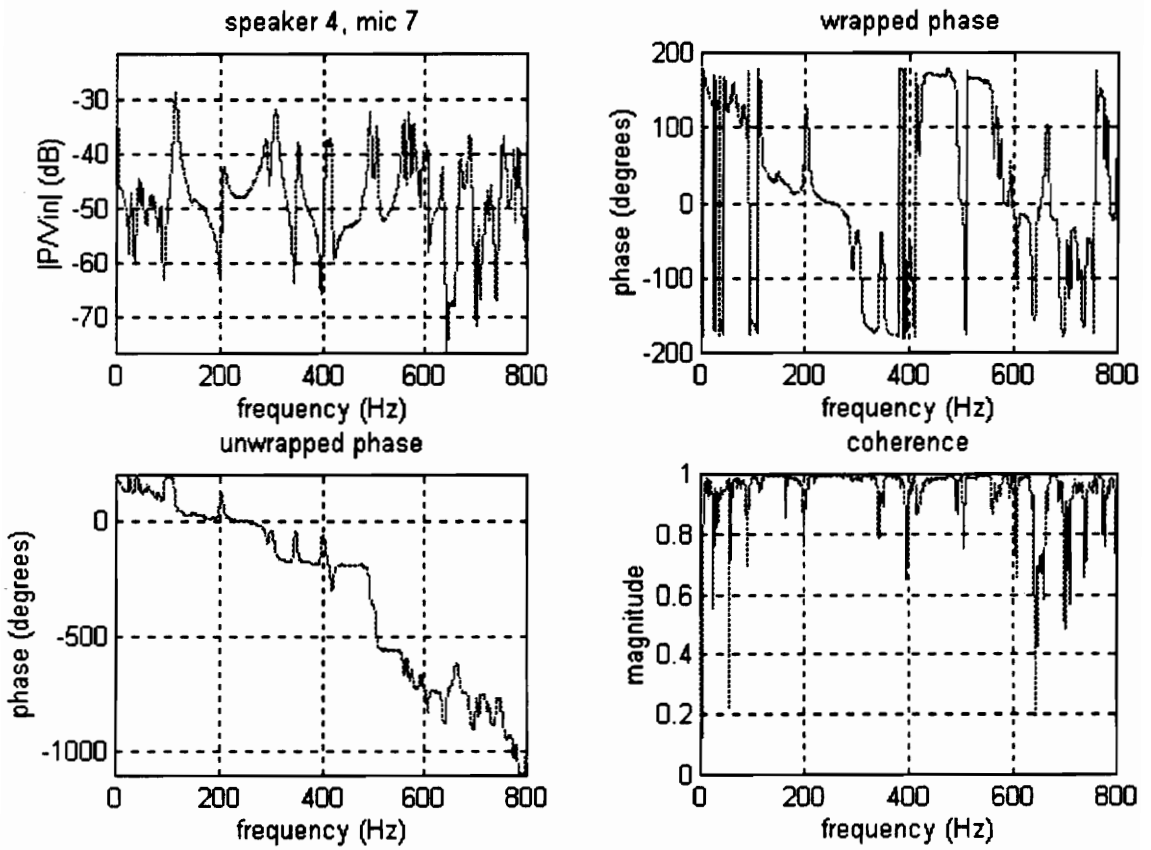 speaker 4, mic 7
|P/Vin| (dB)
-30
-40
-50
-60
-70
0 200 400 600 800
frequency (Hz)
wrapped phase
phase (degrees)
200
100
0
-100
-200
0 200 400 600 800
frequency (Hz)
unwrapped phase
phase (degrees)
0
-500
-1000
0 200 400 600 800
frequency (Hz)
coherence
magnitude
1
0.8
0.6
0.4
0.2
0
0 200 400 600 800
frequency (Hz)